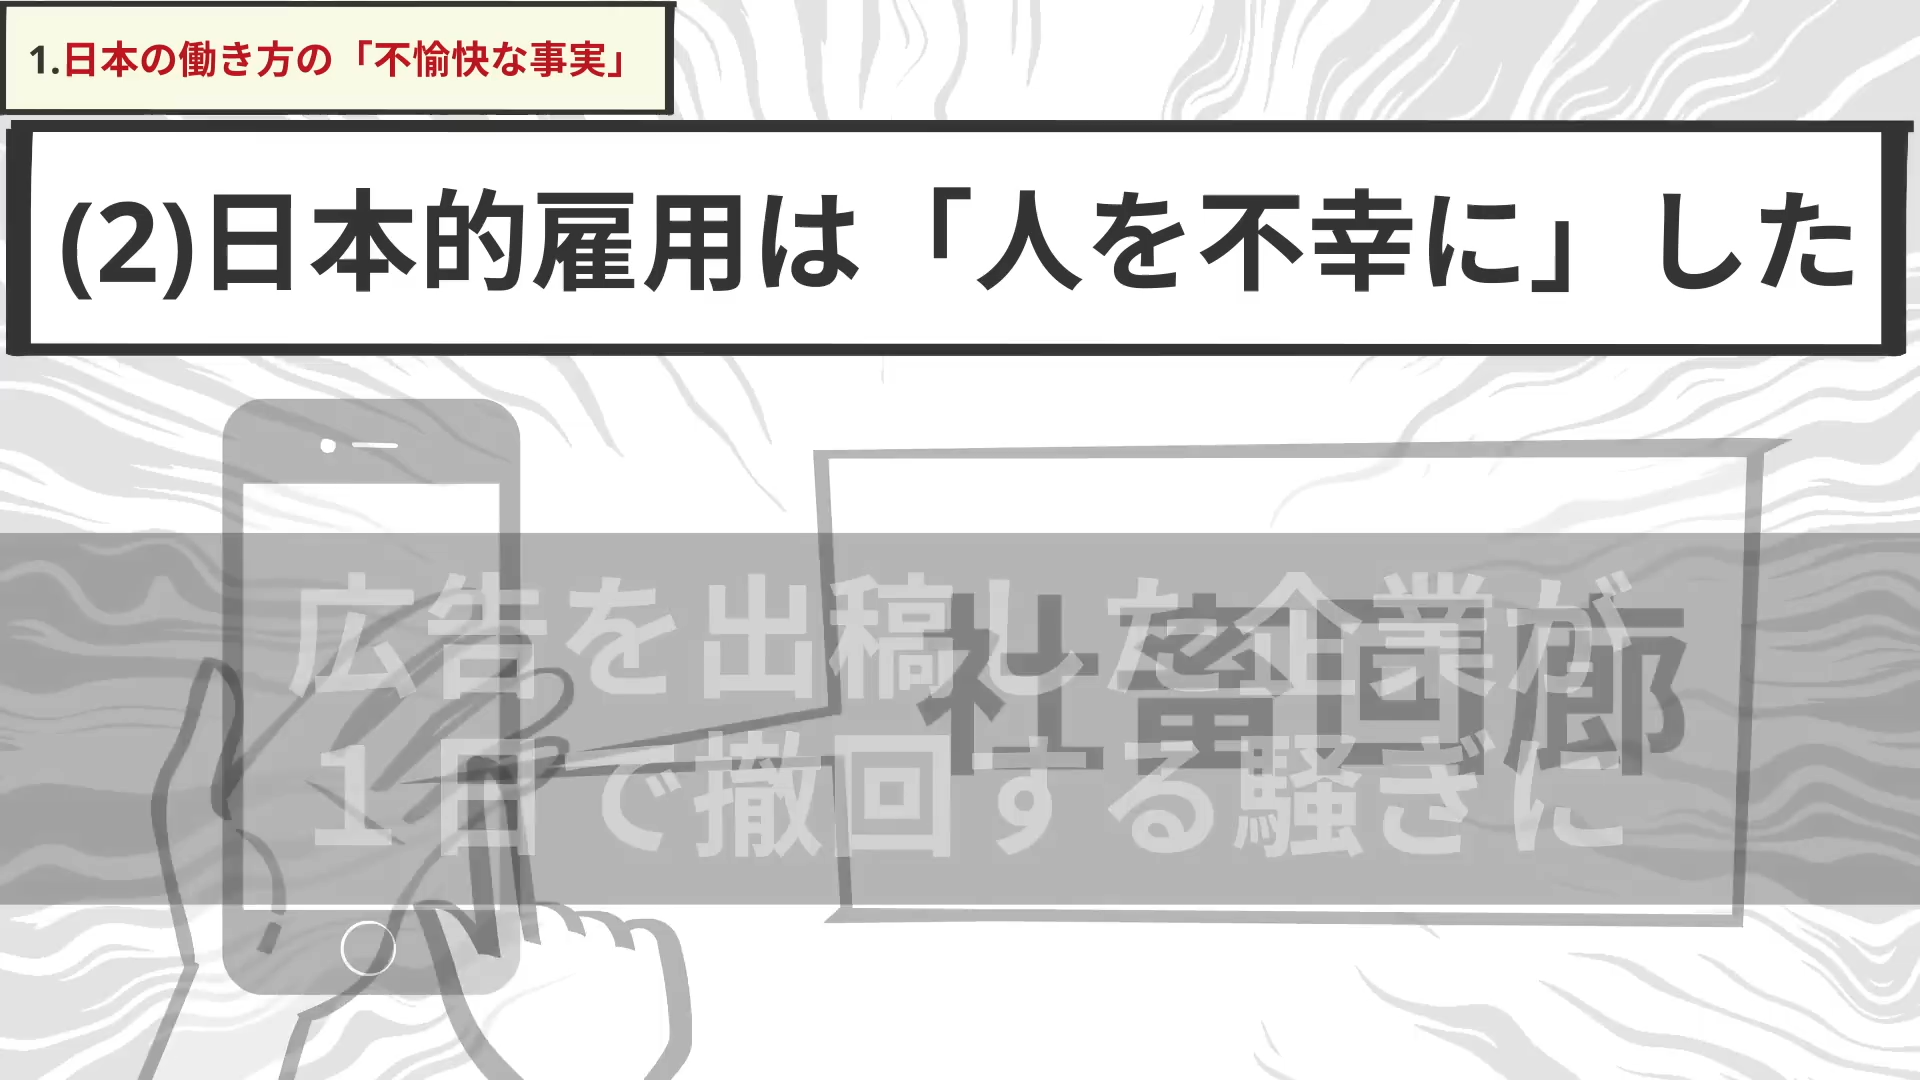 1.日本の働き方の「不愉快な事実」
(2)日本的雇用は「人を不幸に」した
社畜回廊
広告を出稿した企業が
1日で撤回する騒ぎに